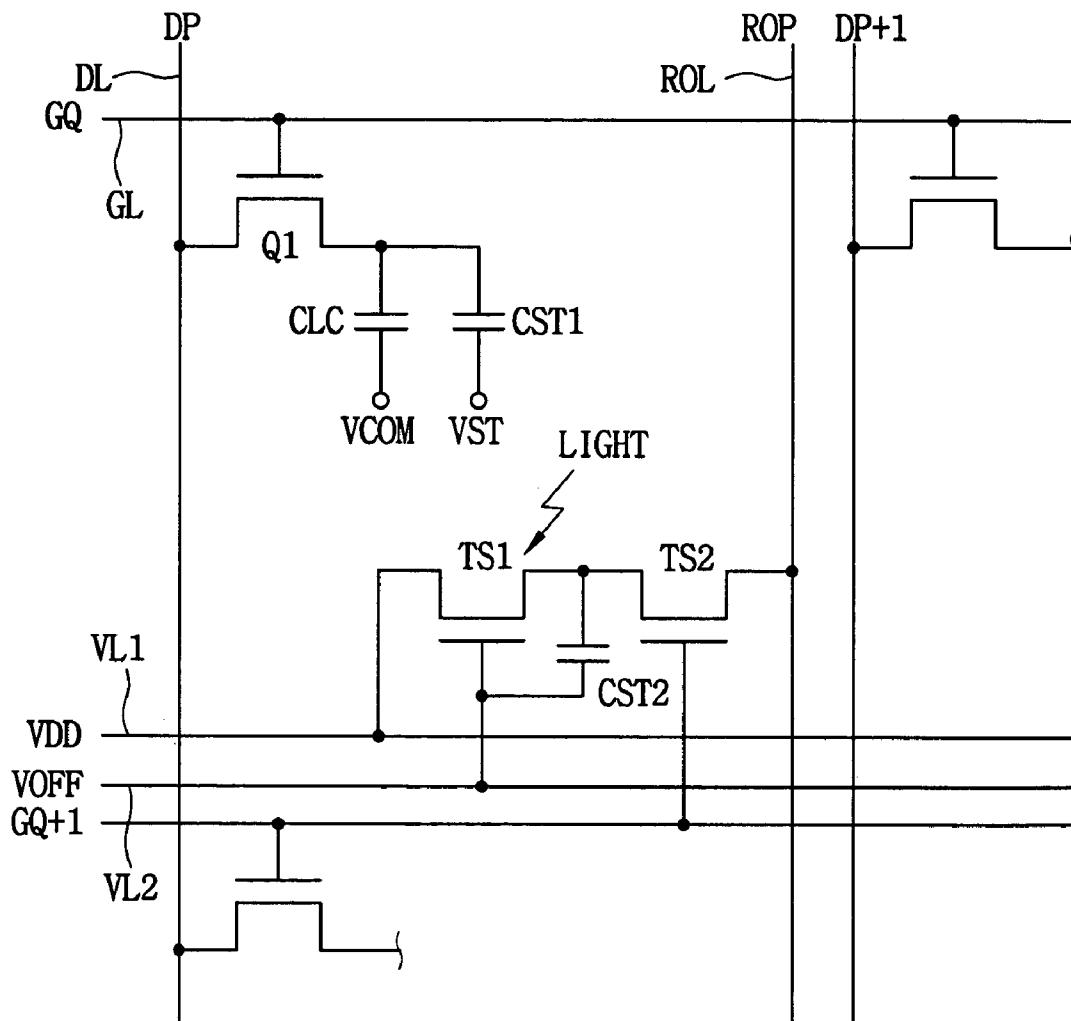 DP
ROP
DP+1
DL
ROL
GQ
GL
Q1
CLC
CST1
VCOM
VST
LIGHT
TS1
TS2
VL1
CST2
VDD
VOFF
GQ+1
VL2